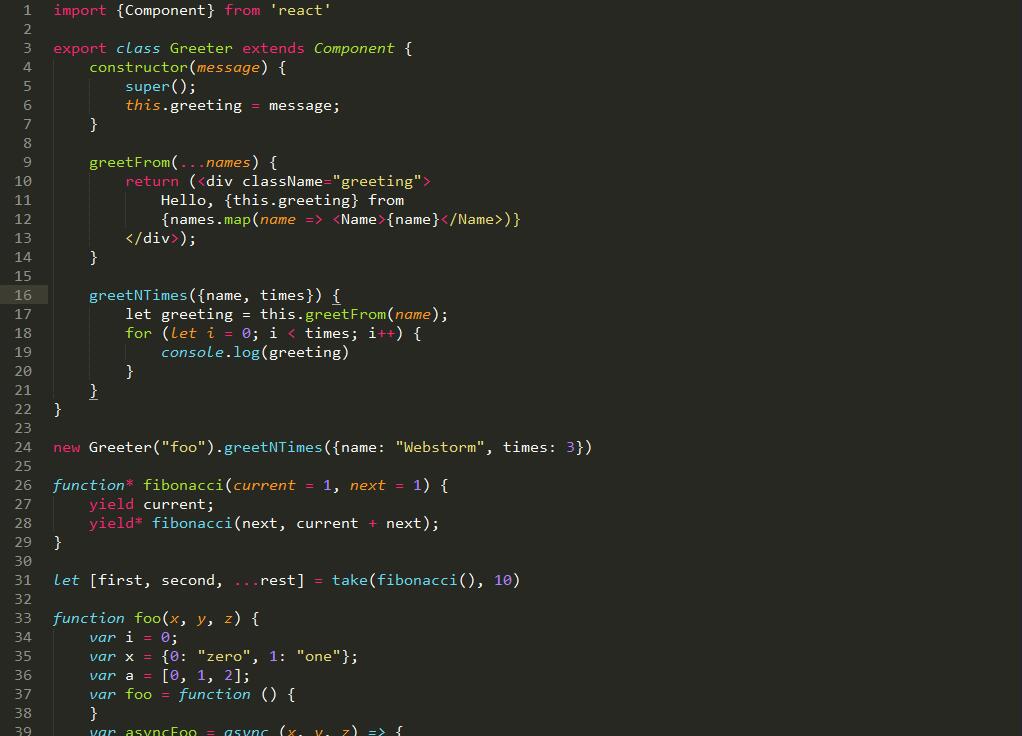 1 import {Component} from 'react'
2
3 export class Greeter extends Component {
4     constructor(message) {
5         super();
6         this.greeting = message;
7     }
8
9     greetFrom(...names) {
10         return (<div className="greeting">
11             Hello, {this.greeting} from
12             {names.map(name => <Name>{name}</Name>)}
13         </div>);
14     }
15
16     greetNTimes({name, times}) {
17         let greeting = this.greetFrom(name);
18         for (let i = 0; i < times; i++) {
19             console.log(greeting)
20         }
21     }
22 }
23
24 new Greeter("foo").greetNTimes({name: "Webstorm", times: 3})
25
26 function* fibonacci(current = 1, next = 1) {
27     yield current;
28     yield* fibonacci(next, current + next);
29 }
30
31 let [first, second, ...rest] = take(fibonacci(), 10)
32
33 function foo(x, y, z) {
34     var i = 0;
35     var x = {0: "zero", 1: "one"};
36     var a = [0, 1, 2];
37     var foo = function () {
38     }
39     var asyncFoo = async (x, y, z) => {